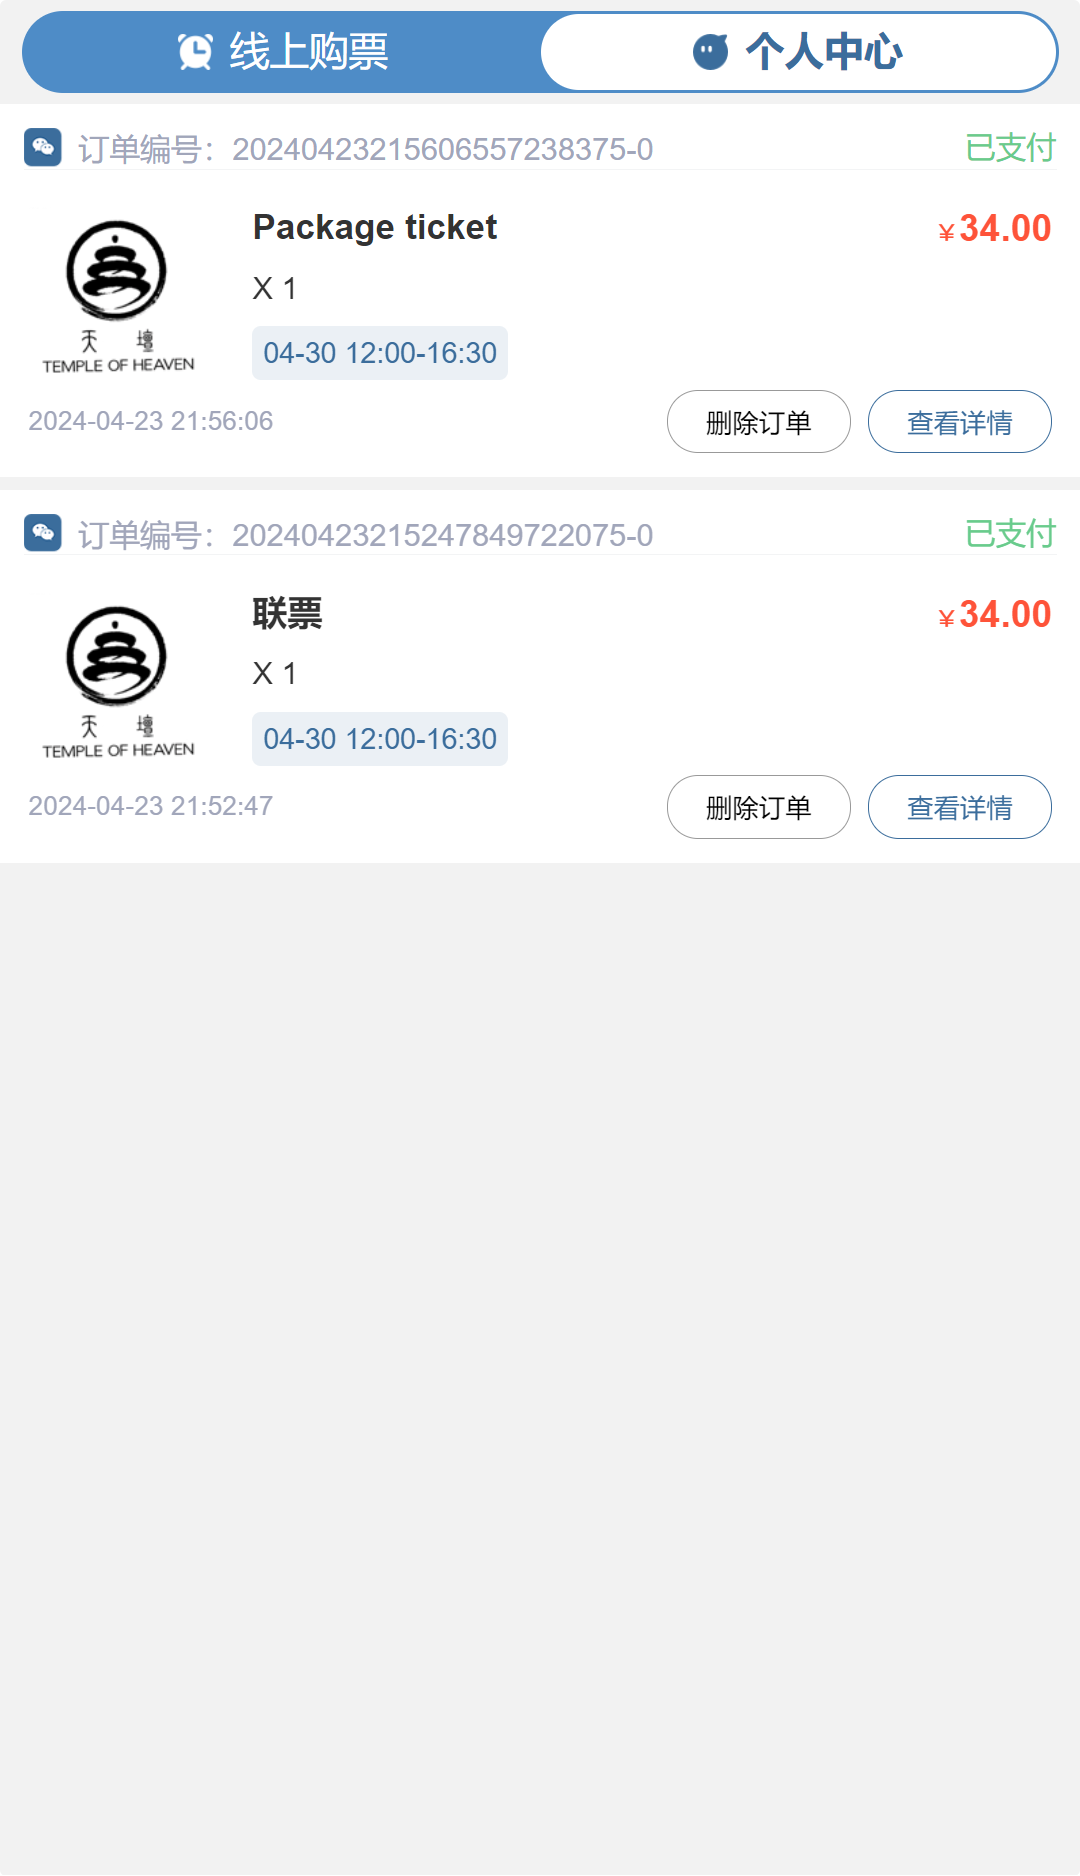 线上购票 个人中心
订单编号：20240423215606557238375-0 已支付
Package ticket ¥34.00
X 1
天 壇
TEMPLE OF HEAVEN
04-30 12:00-16:30
2024-04-23 21:56:06 删除订单 查看详情
订单编号：20240423215247849722075-0 已支付
联票 ¥34.00
X 1
天 壇
TEMPLE OF HEAVEN
04-30 12:00-16:30
2024-04-23 21:52:47 删除订单 查看详情